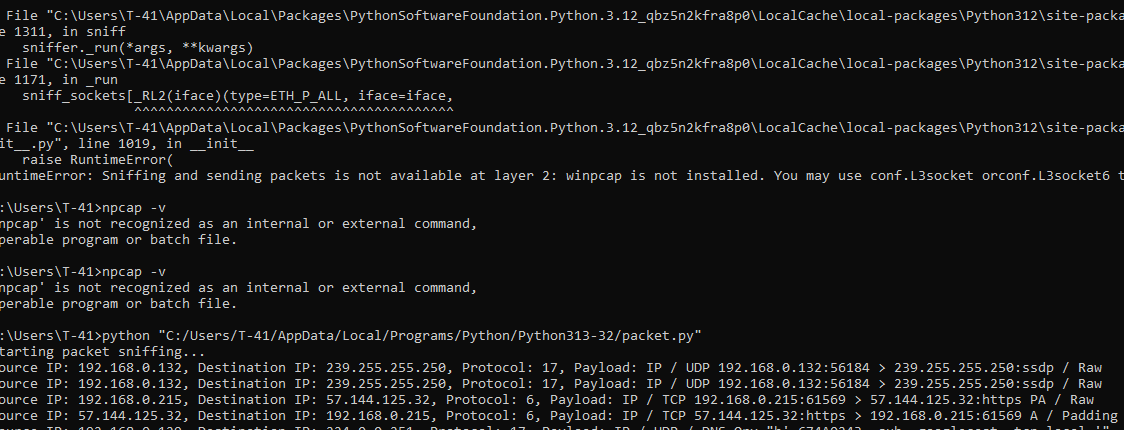 File "C:\Users\T-41\AppData\Local\Packages\PythonSoftwareFoundation.Python.3.12_qbz5n2kfra8p0\LocalCache\local-packages\Python312\site-packa
e 1311, in sniff
sniffer._run(*args, **kwargs)
File "C:\Users\T-41\AppData\Local\Packages\PythonSoftwareFoundation.Python.3.12_qbz5n2kfra8p0\LocalCache\local-packages\Python312\site-packa
e 1171, in _run
sniff_sockets[_RL2(iface)(type=ETH_P_ALL, iface=iface,
^^^^^^^^^^^^^^^^^^^^^^^^^^^^^^^^^^^^^^^^
File "C:\Users\T-41\AppData\Local\Packages\PythonSoftwareFoundation.Python.3.12_qbz5n2kfra8p0\LocalCache\local-packages\Python312\site-packa
it__.py", line 1019, in __init__
raise RuntimeError(
untimeError: Sniffing and sending packets is not available at layer 2: winpcap is not installed. You may use conf.L3socket orconf.L3socket6 t
:\Users\T-41>npcap -v
npcap' is not recognized as an internal or external command,
perable program or batch file.
:\Users\T-41>npcap -v
npcap' is not recognized as an internal or external command,
perable program or batch file.
:\Users\T-41>python "C:/Users/T-41/AppData/Local/Programs/Python/Python313-32/packet.py"
tarting packet sniffing...
ource IP: 192.168.0.132, Destination IP: 239.255.255.250, Protocol: 17, Payload: IP / UDP 192.168.0.132:56184 > 239.255.255.250:ssdp / Raw
ource IP: 192.168.0.132, Destination IP: 239.255.255.250, Protocol: 17, Payload: IP / UDP 192.168.0.132:56184 > 239.255.255.250:ssdp / Raw
ource IP: 192.168.0.215, Destination IP: 57.144.125.32, Protocol: 6, Payload: IP / TCP 192.168.0.215:61569 > 57.144.125.32:https PA / Raw
ource IP: 57.144.125.32, Destination IP: 192.168.0.215, Protocol: 6, Payload: IP / TCP 57.144.125.32:https > 192.168.0.215:61569 A / Padding